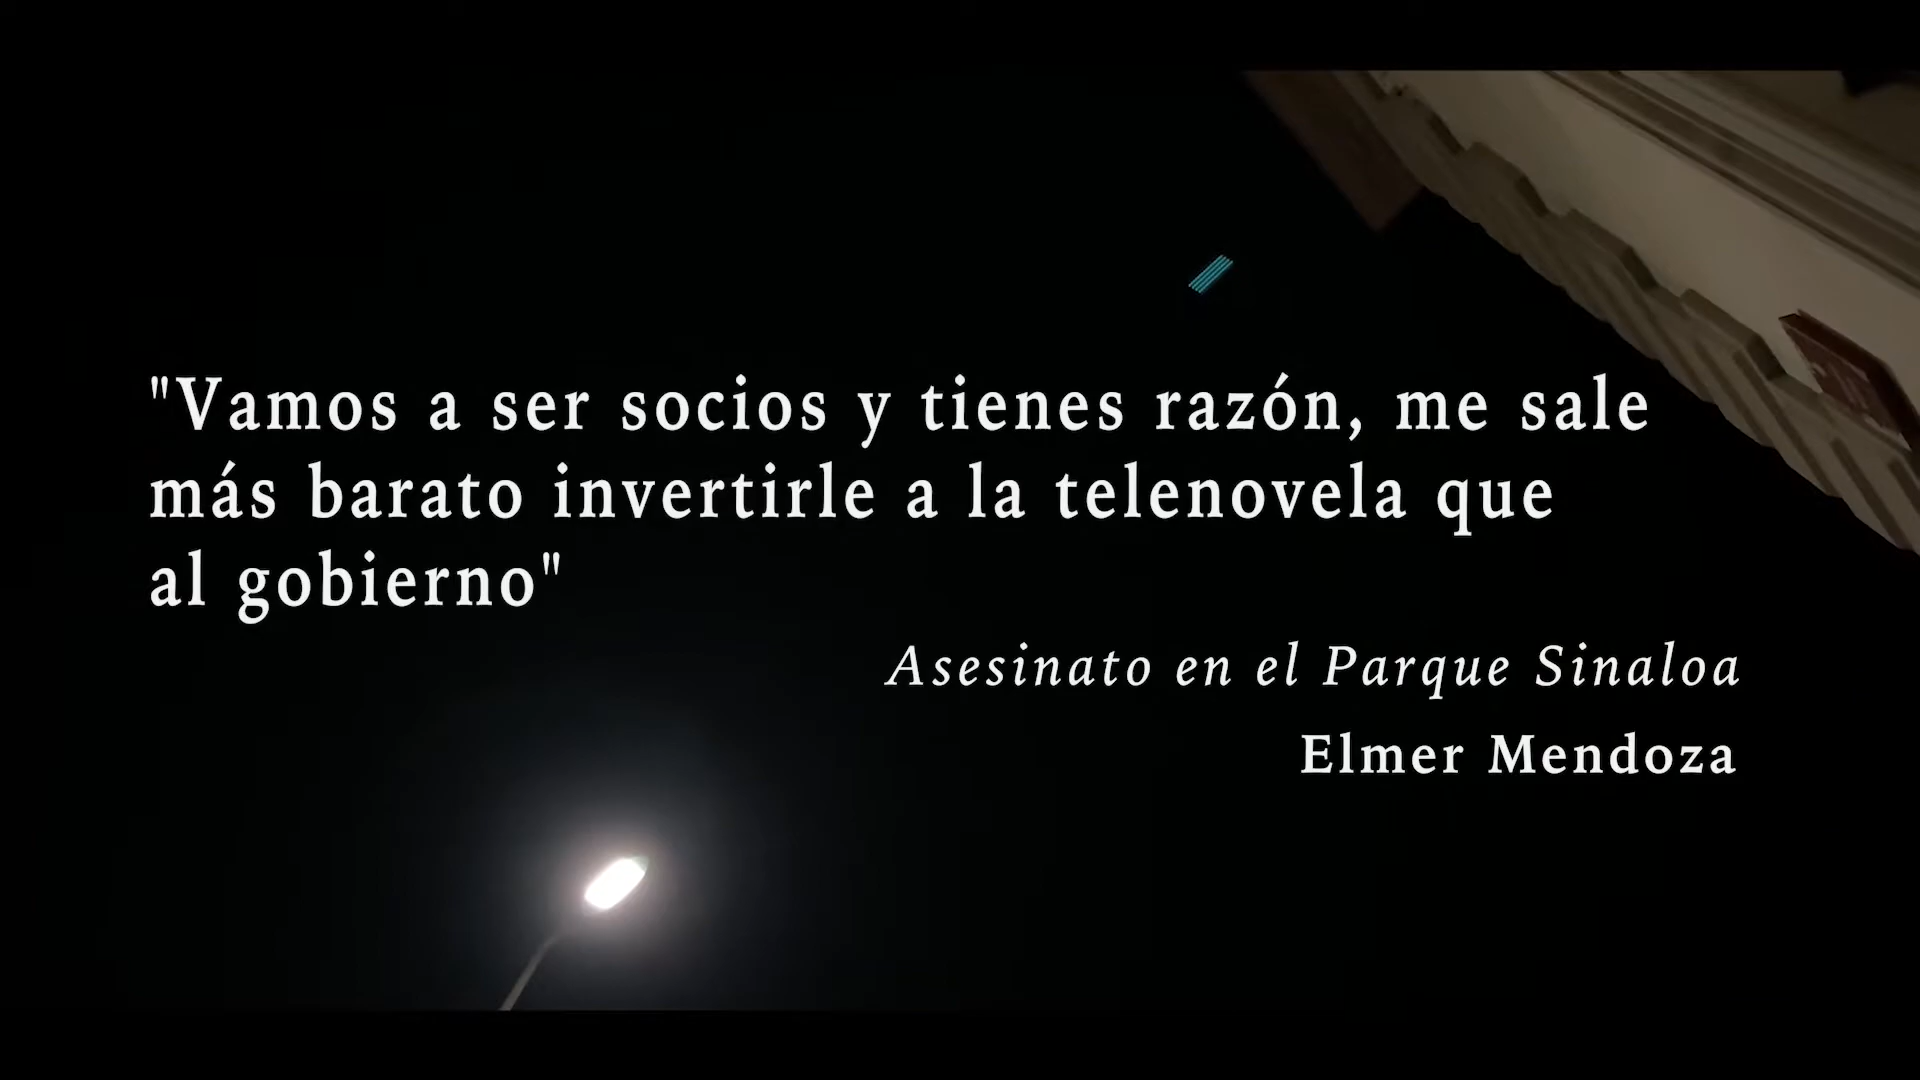 "Vamos a ser socios y tienes razón, me sale
más barato invertirle a la telenovela que
al gobierno"
Asesinato en el Parque Sinaloa
Elmer Mendoza